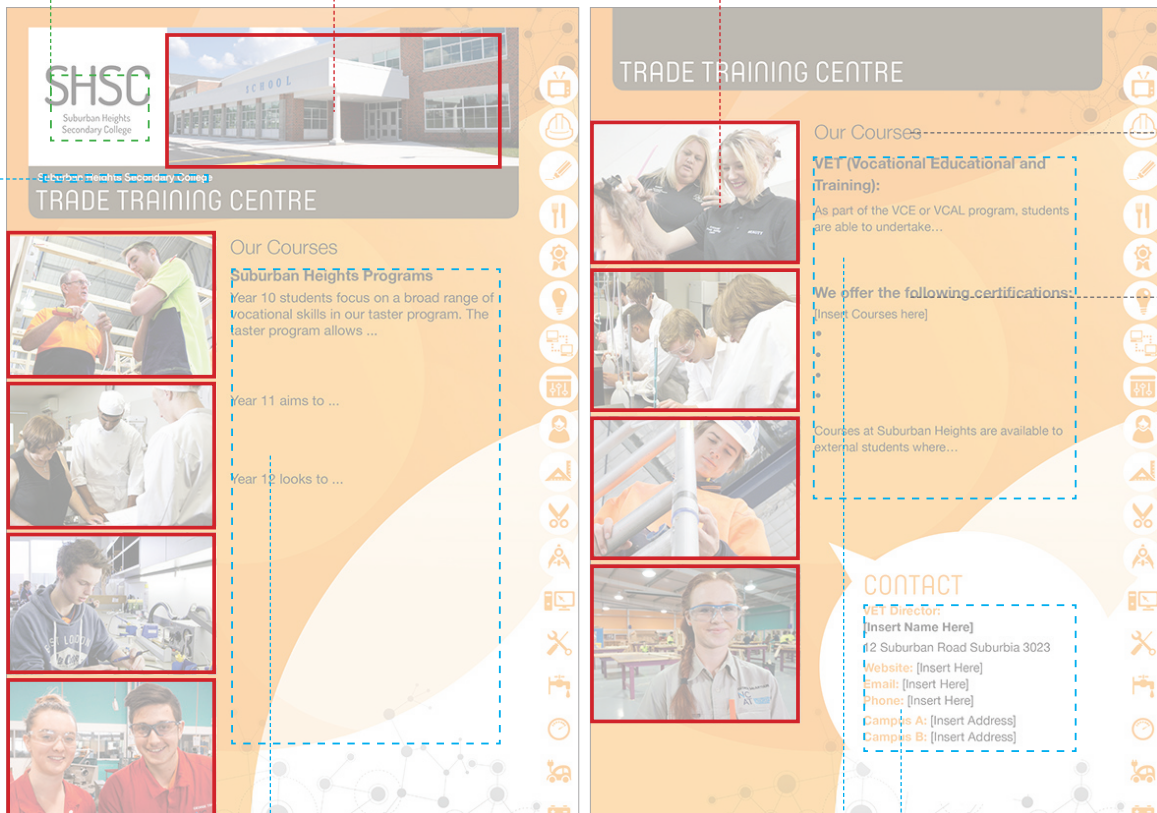 SHSC
Suburban Heights
Secondary College
SCHOOL
Suburban Heights Secondary College
TRADE TRAINING CENTRE
Our Courses
Suburban Heights Programs
Year 10 students focus on a broad range of
vocational skills in our taster program. The
taster program allows ...
Year 11 aims to ...
Year 12 looks to ...
TRADE TRAINING CENTRE
Our Courses
VET (Vocational Educational and
Training):
As part of the VCE or VCAL program, students
are able to undertake…
We offer the following certifications:
[Insert Courses here]
•
•
•
•
Courses at Suburban Heights are available to
external students where…
CONTACT
VET Director:
[Insert Name Here]
12 Suburban Road Suburbia 3023
Website: [Insert Here]
Email: [Insert Here]
Phone: [Insert Here]
Campus A: [Insert Address]
Campus B: [Insert Address]